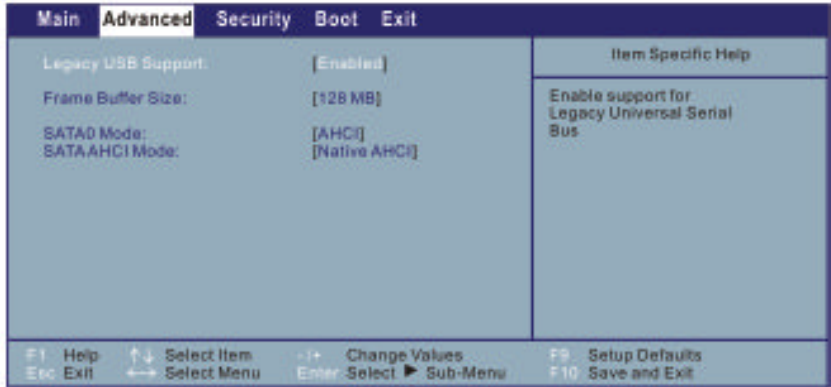 Main Advanced Security Boot Exit
Legacy USB Support: [Enabled]
Frame Buffer Size: [128 MB]
SATA0 Mode: [AHCI]
SATA AHCI Mode: [Native AHCI]
Item Specific Help
Enable support for
Legacy Universal Serial
Bus
F1 Help ↑↓ Select Item -/+ Change Values F9 Setup Defaults
Esc Exit ←→ Select Menu Enter Select ▶ Sub-Menu F10 Save and Exit